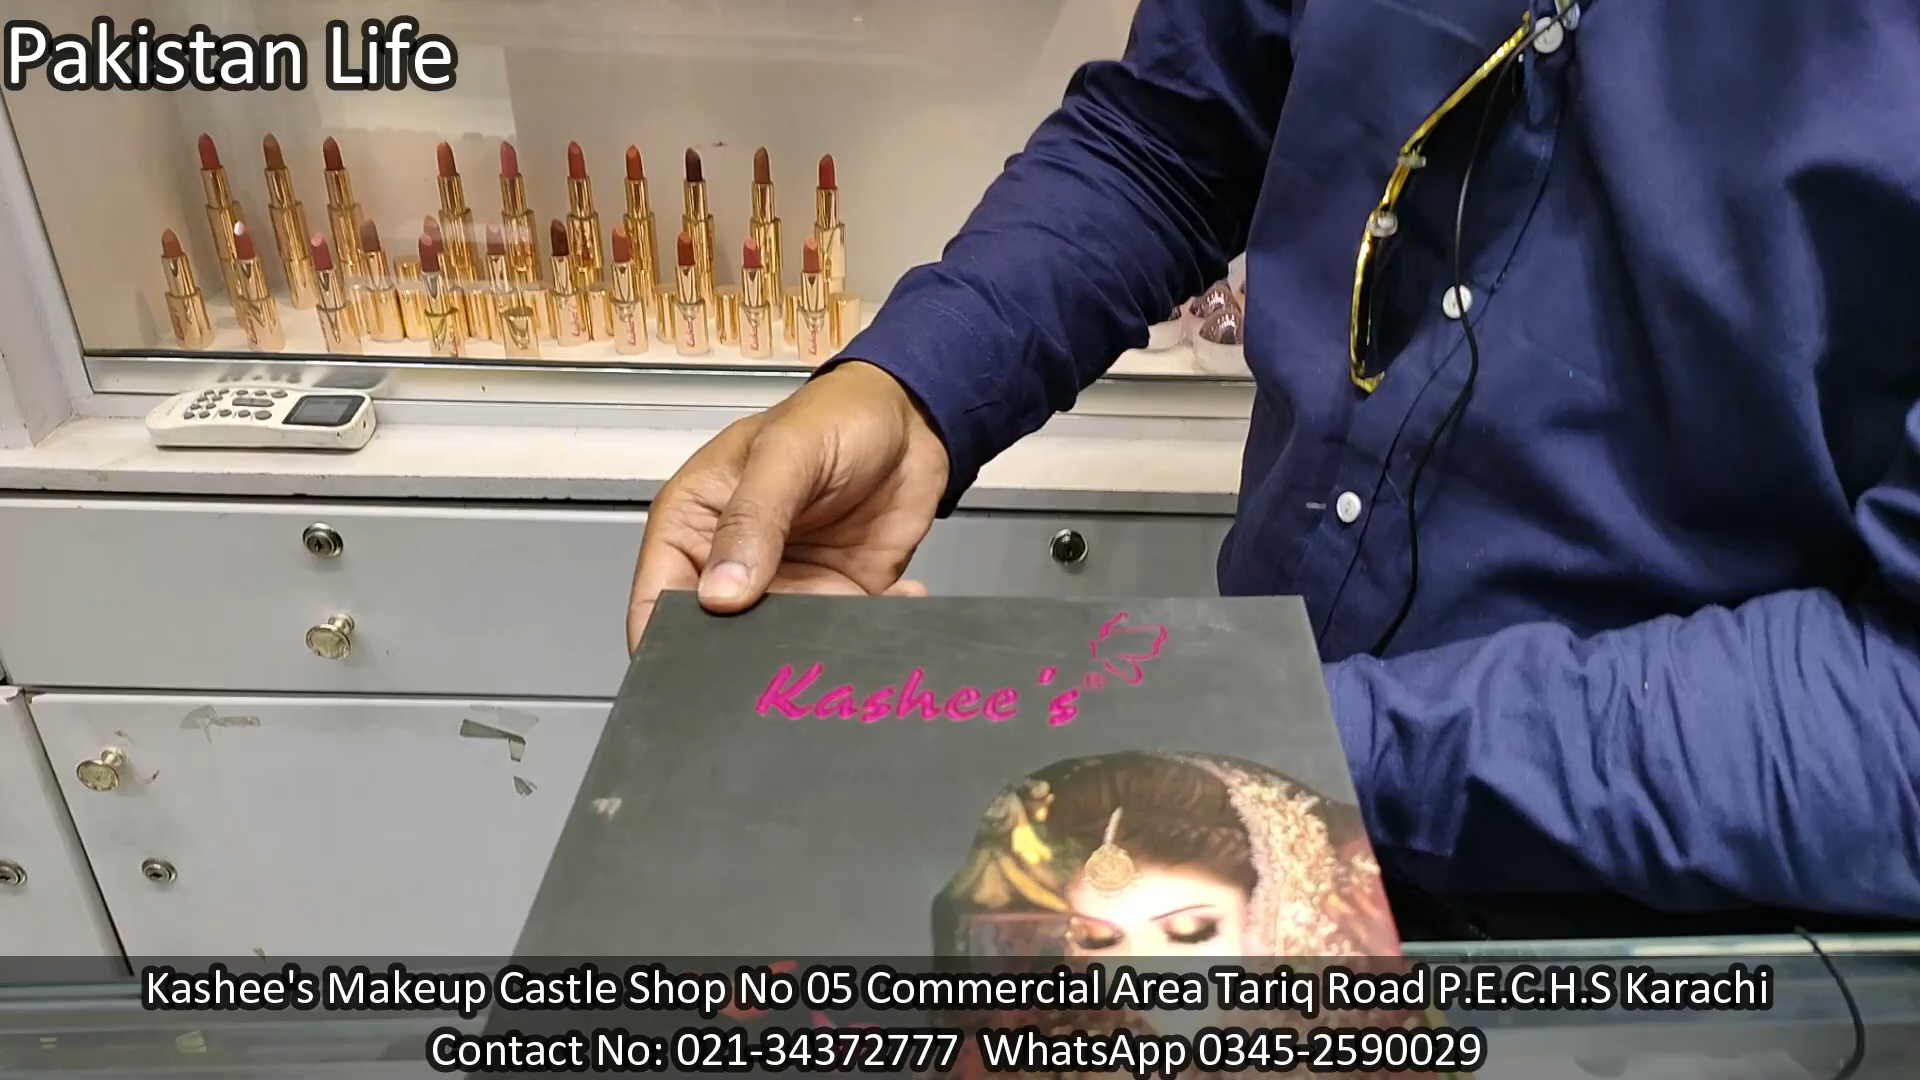 Pakistan Life
Kashee's®
Kashee's Makeup Castle Shop No 05 Commercial Area Tariq Road P.E.C.H.S Karachi
Contact No: 021-34372777 WhatsApp 0345-2590029